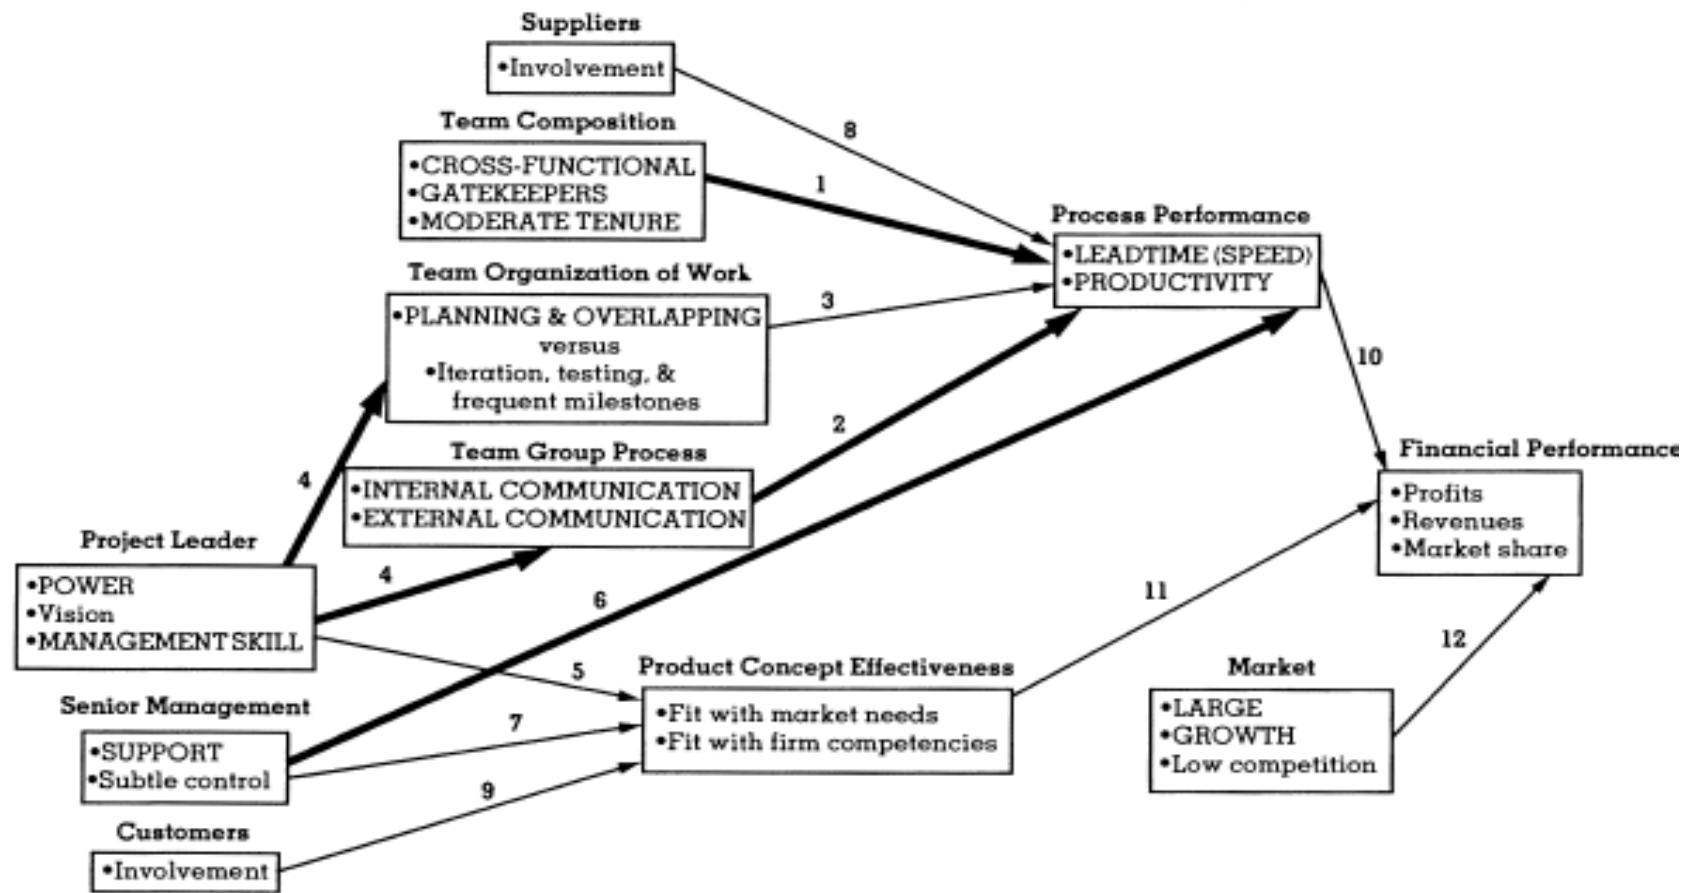 Suppliers
•Involvement
8
Team Composition
•CROSS-FUNCTIONAL
•GATEKEEPERS
•MODERATE TENURE
1
Process Performance
•LEADTIME (SPEED)
•PRODUCTIVITY
Team Organization of Work
•PLANNING & OVERLAPPING
versus
•Iteration, testing, &
frequent milestones
3
10
2
Team Group Process
•INTERNAL COMMUNICATION
•EXTERNAL COMMUNICATION
4
Financial Performance
•Profits
•Revenues
•Market share
Project Leader
•POWER
•Vision
•MANAGEMENT SKILL
4
6
11
5
12
Product Concept Effectiveness
•Fit with market needs
•Fit with firm competencies
Market
•LARGE
•GROWTH
•Low competition
Senior Management
•SUPPORT
•Subtle control
7
9
Customers
•Involvement